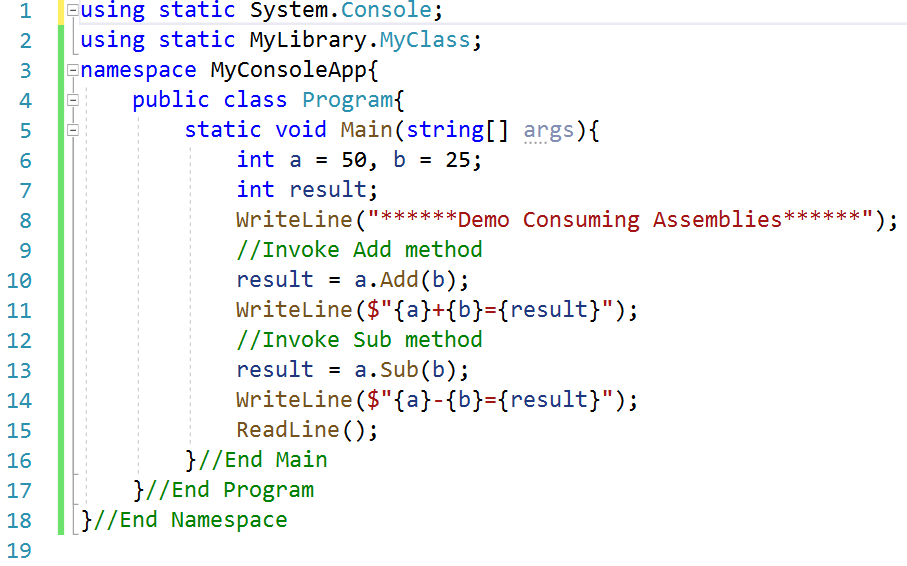 1 using static System.Console;
2 using static MyLibrary.MyClass;
3 namespace MyConsoleApp{
4     public class Program{
5         static void Main(string[] args){
6             int a = 50, b = 25;
7             int result;
8             WriteLine("******Demo Consuming Assemblies******");
9             //Invoke Add method
10             result = a.Add(b);
11             WriteLine($"{a}+{b}={result}");
12             //Invoke Sub method
13             result = a.Sub(b);
14             WriteLine($"{a}-{b}={result}");
15             ReadLine();
16         }//End Main
17     }//End Program
18 }//End Namespace
19